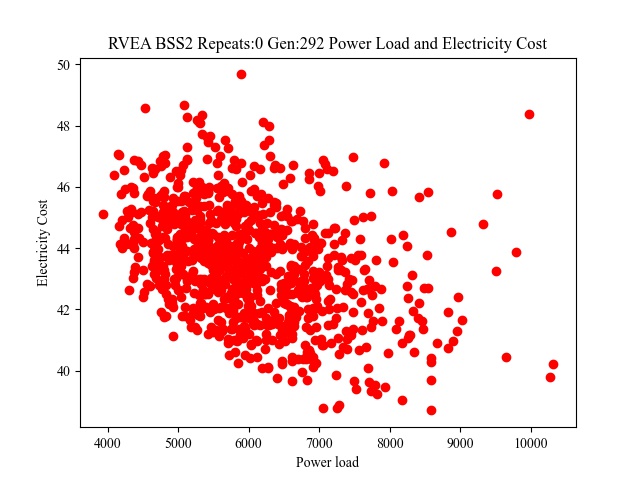 RVEA BSS2 Repeats:0 Gen:292 Power Load and Electricity Cost
50
48
46
44
42
40
Electricity Cost
4000 5000 6000 7000 8000 9000 10000
Power load